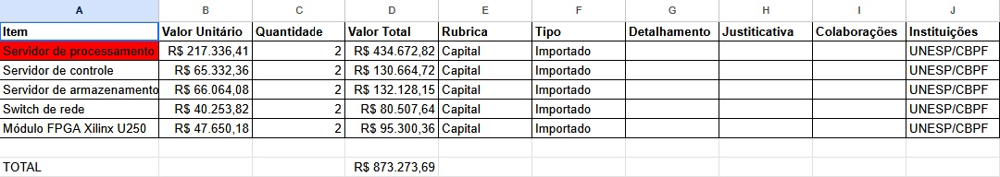 A B C D E F G H I J
Item Valor Unitário Quantidade Valor Total Rubrica Tipo Detalhamento Justiticativa Colaborações Instituições
Servidor de processamento R$ 217.336,41 2 R$ 434.672,82 Capital Importado UNESP/CBPF
Servidor de controle R$ 65.332,36 2 R$ 130.664,72 Capital Importado UNESP/CBPF
Servidor de armazenamento R$ 66.064,08 2 R$ 132.128,15 Capital Importado UNESP/CBPF
Switch de rede R$ 40.253,82 2 R$ 80.507,64 Capital Importado UNESP/CBPF
Módulo FPGA Xilinx U250 R$ 47.650,18 2 R$ 95.300,36 Capital Importado UNESP/CBPF
TOTAL R$ 873.273,69